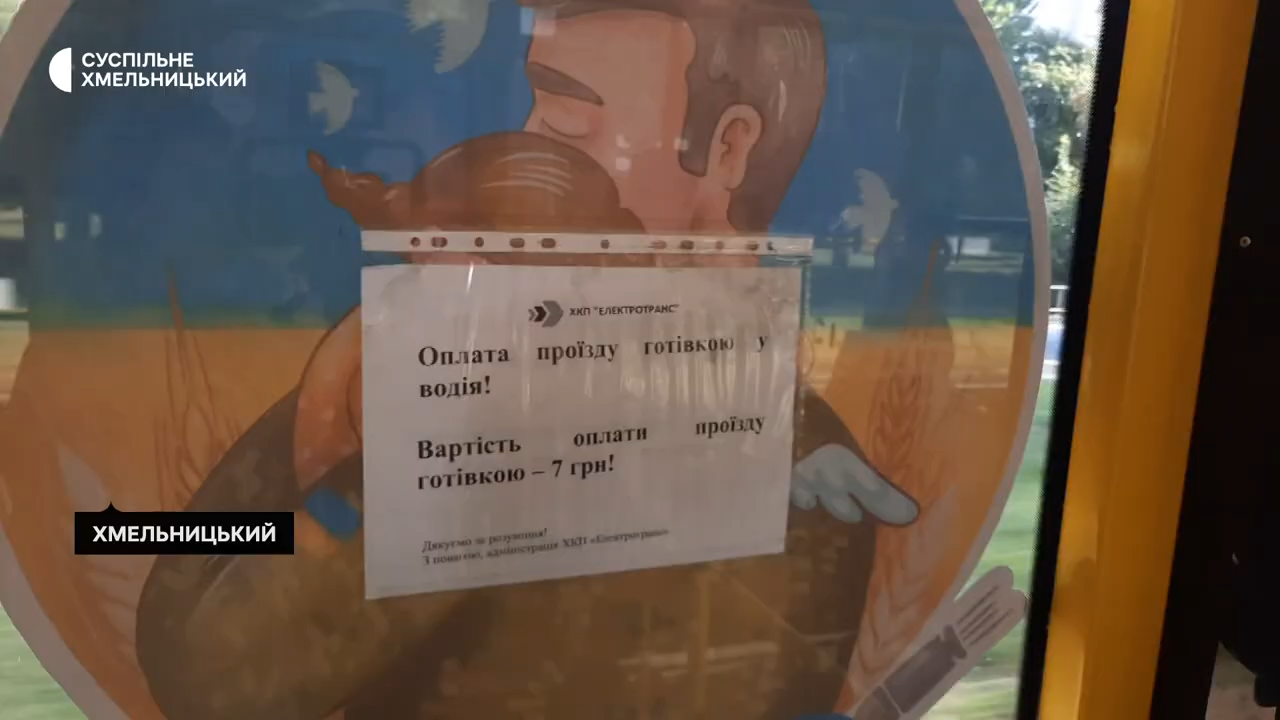 СУСПІЛЬНЕ
ХМЕЛЬНИЦЬКИЙ
ХКП "ЕЛЕКТРОТРАНС"
Оплата проїзду готівкою у
водія!
Вартість оплати проїзду
готівкою – 7 грн!
Дякуємо за розуміння!
З повагою, адміністрація ХКП «Електротранс»
ХМЕЛЬНИЦЬКИЙ